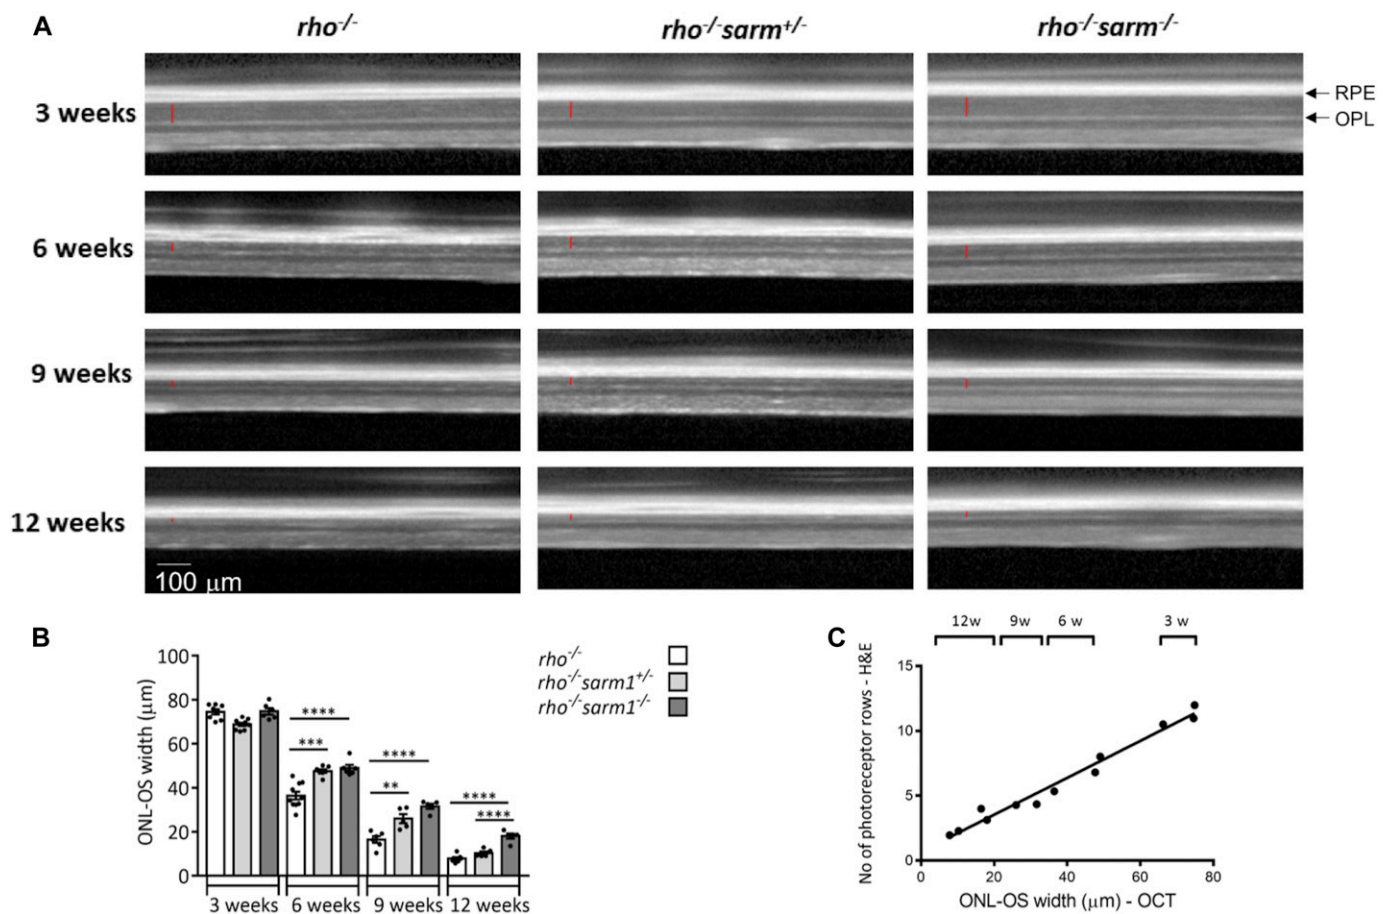 A
rho-/-
rho-/-sarm+/-
rho-/-sarm-/-
3 weeks
RPE
OPL
6 weeks
9 weeks
12 weeks
100 μm
B
ONL-OS width (μm)
100
80
60
40
20
0
****
***
****
**
****
****
3 weeks
6 weeks
9 weeks
12 weeks
rho-/-
rho-/-sarm1+/-
rho-/-sarm1-/-
C
12w
9w
6 w
3 w
No of photoreceptor rows - H&E
15
10
5
0
0
20
40
60
80
ONL-OS width (μm) - OCT